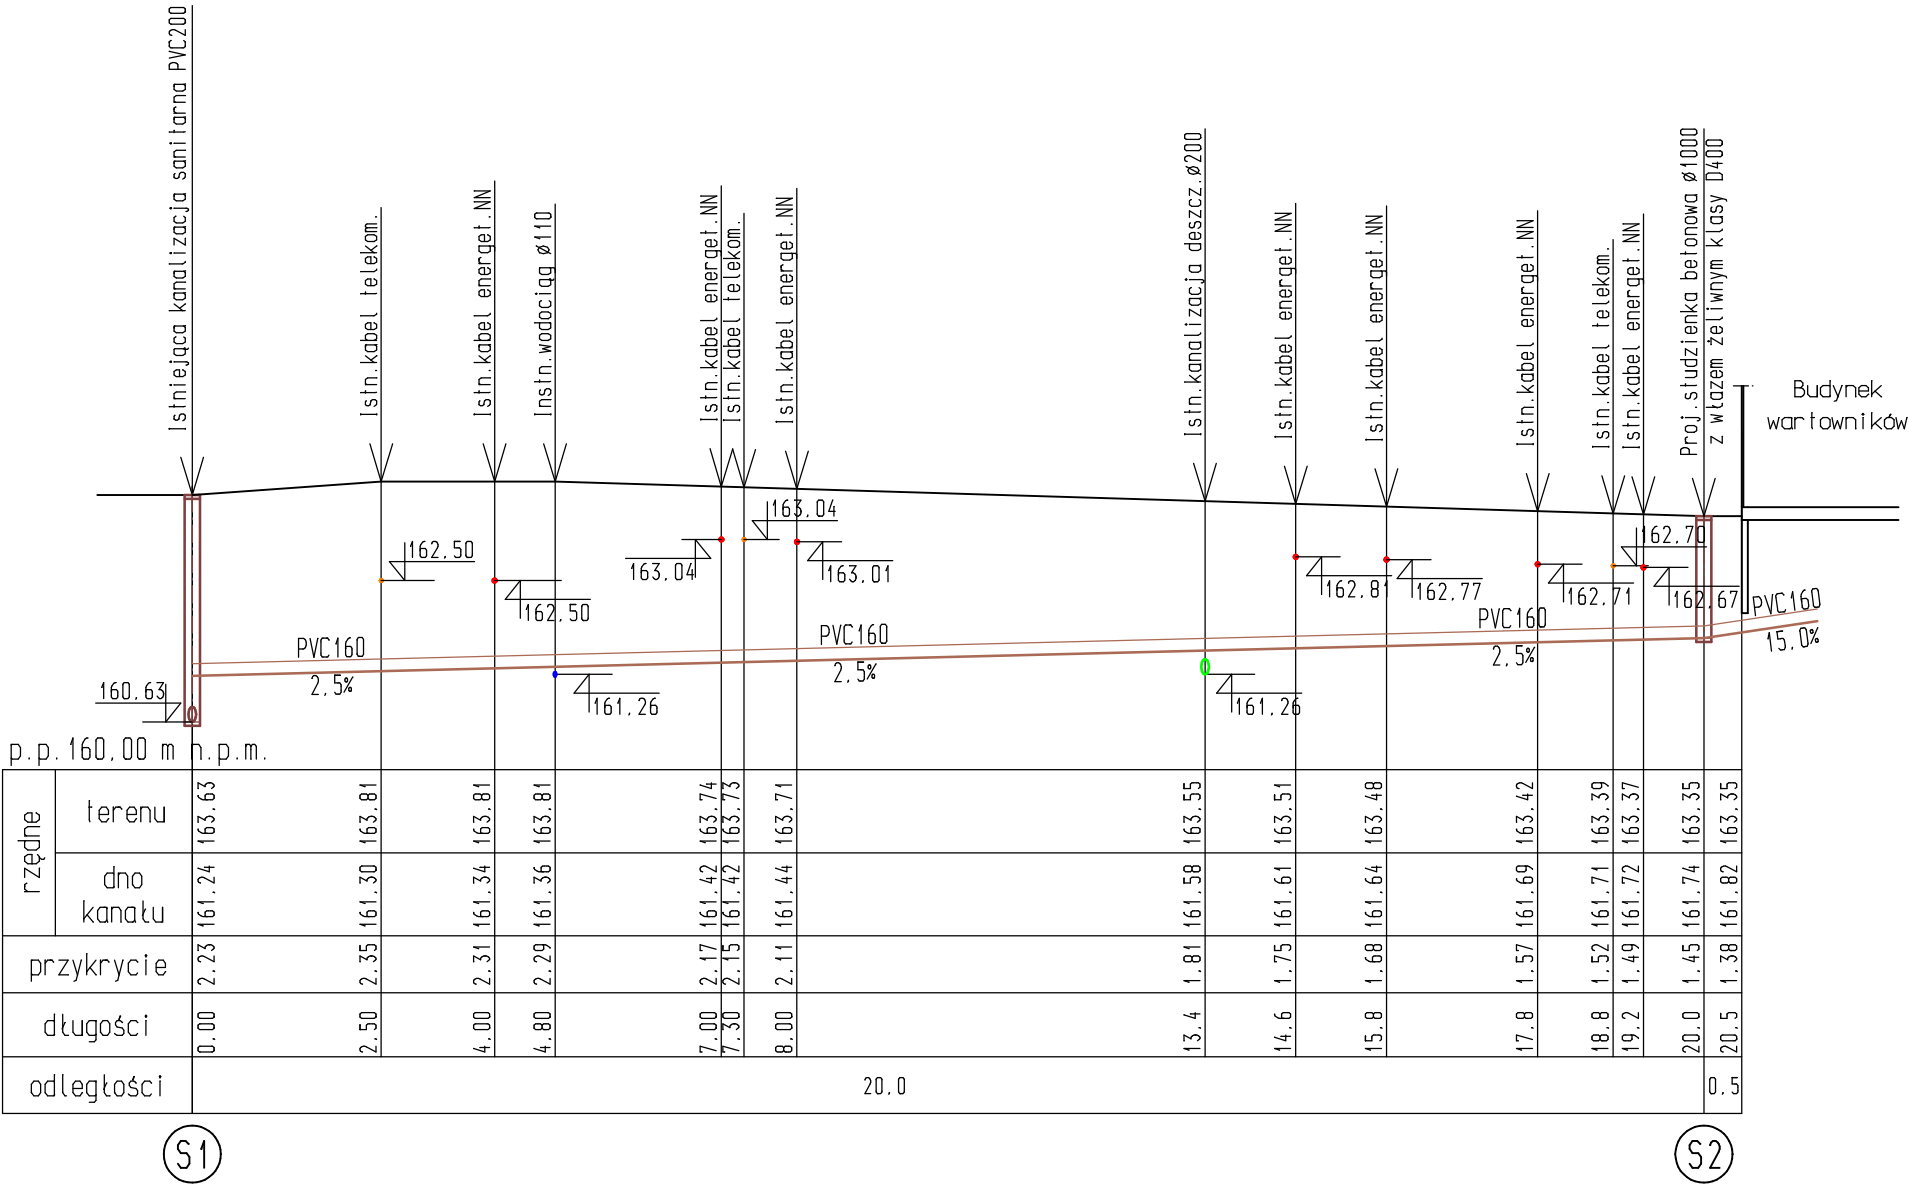 Istniejąca kanalizacja sanitarna PVC200
Istn.kabel telekom.
Istn.kabel energet.NN
Instn.wodociąg ø110
Istn.kabel energet.NN
Istn.kabel telekom.
Istn.kabel energet.NN
Istn.kanalizacja deszcz.ø200
Istn.kabel energet.NN
Istn.kabel energet.NN
Istn.kabel energet.NN
Istn.kabel telekom.
Istn.kabel energet.NN
Proj.studzienka betonowa ø1000
z włazem żeliwnym klasy D400
Budynek
wartowników
162,50
162,50
163,04
163,04
163,01
162,81
162,77
162,71
162,70
162,67
PVC160
2,5%
PVC160
2,5%
PVC160
2,5%
PVC160
15,0%
160,63
161,26
161,26
p.p.160,00 m n.p.m.
rzędne
terenu
163,63 163,81 163,81 163,81 163,74 163,73 163,71 163,55 163,51 163,48 163,42 163,39 163,37 163,35 163,35
dno
kanału
161,24 161,30 161,34 161,36 161,42 161,42 161,44 161,58 161,61 161,64 161,69 161,71 161,72 161,74 161,82
przykrycie
2,23 2,35 2,31 2,29 2,17 2,15 2,11 1,81 1,75 1,68 1,57 1,52 1,49 1,45 1,38
długości
0,00 2,50 4,00 4,80 7,00 7,30 8,00 13,4 14,6 15,8 17,8 18,8 19,2 20,0 20,5
odległości
20,0 0,5
S1 S2